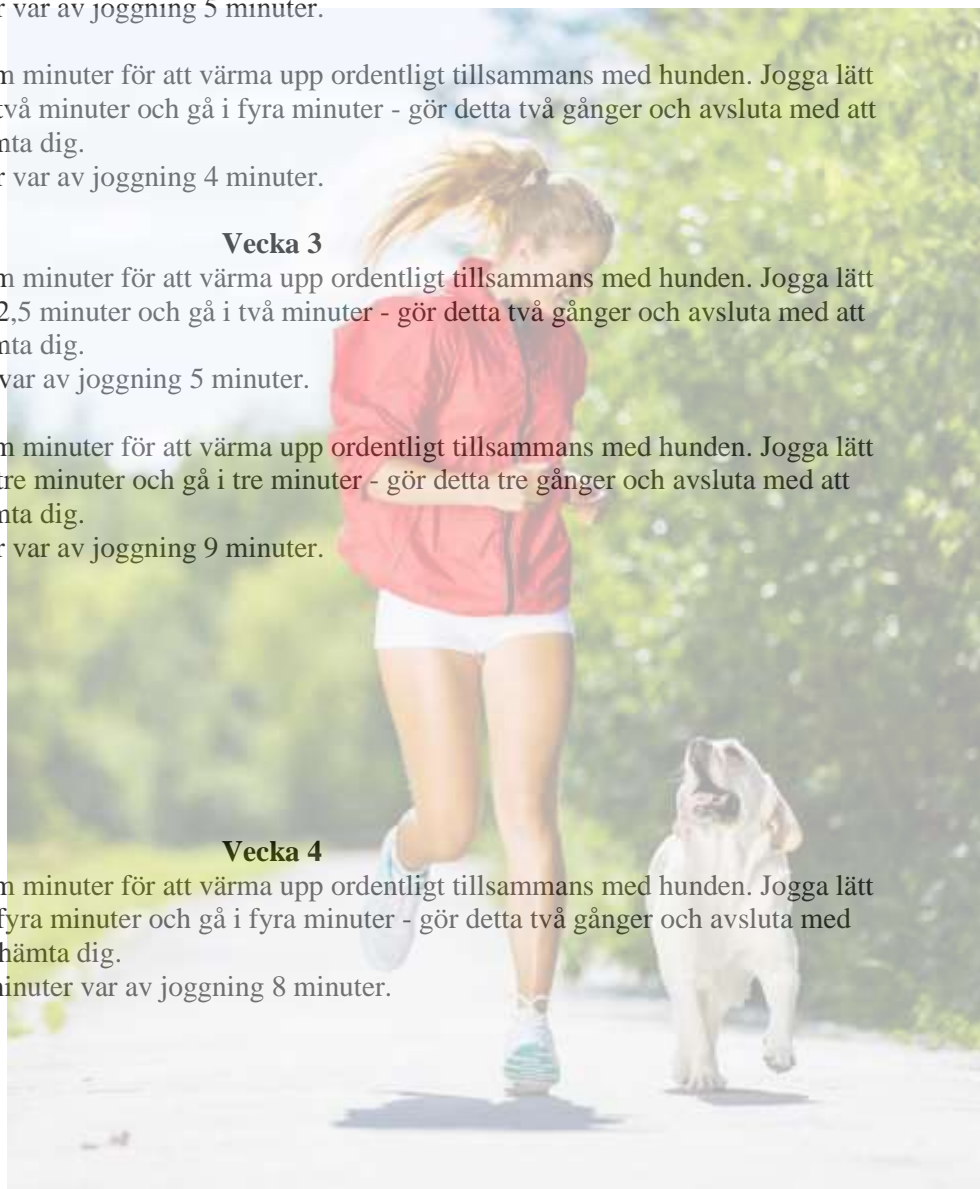 var av joggning 5 minuter.
minuter för att värma upp ordentligt tillsammans med hunden. Jogga lätt
två minuter och gå i fyra minuter - gör detta två gånger och avsluta med att
dig.
var av joggning 4 minuter.
Vecka 3
minuter för att värma upp ordentligt tillsammans med hunden. Jogga lätt
2,5 minuter och gå i två minuter - gör detta två gånger och avsluta med att
dig.
var av joggning 5 minuter.
minuter för att värma upp ordentligt tillsammans med hunden. Jogga lätt
tre minuter och gå i tre minuter - gör detta tre gånger och avsluta med att
dig.
var av joggning 9 minuter.
Vecka 4
minuter för att värma upp ordentligt tillsammans med hunden. Jogga lätt
fyra minuter och gå i fyra minuter - gör detta två gånger och avsluta med
hämta dig.
minuter var av joggning 8 minuter.